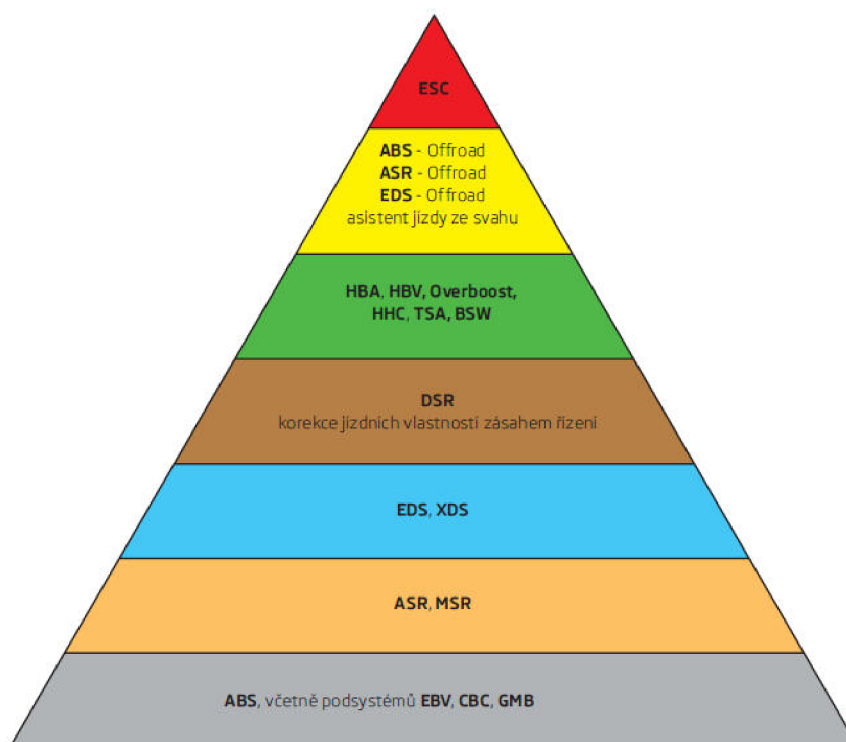 ESC
ABS - Offroad
ASR - Offroad
EDS - Offroad
asistent jízdy ze svahu
HBA, HBV, Overboost,
HHC, TSA, BSW
DSR
korekce jízdních vlastností zásahem řízení
EDS, XDS
ASR, MSR
ABS, včetně podsystémů EBV, CBC, GMB